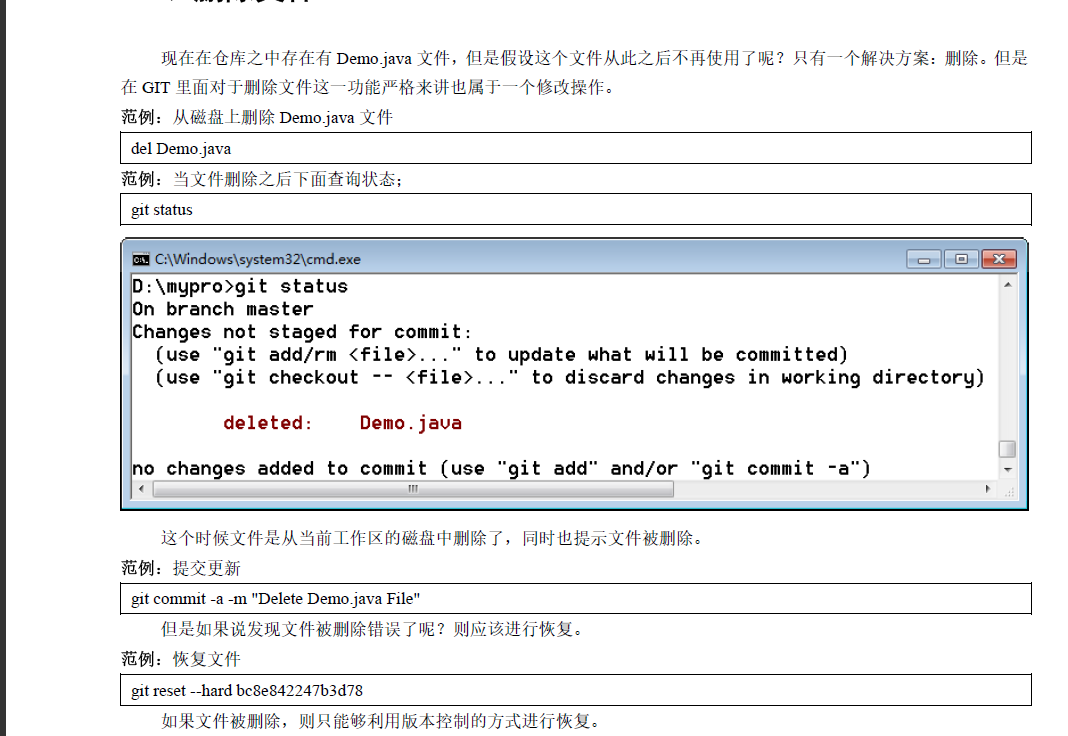 现在在仓库之中存在有 Demo.java 文件，但是假设这个文件从此之后不再使用了呢？只有一个解决方案：删除。但是
在 GIT 里面对于删除文件这一功能严格来讲也属于一个修改操作。
范例：从磁盘上删除 Demo.java 文件
del Demo.java
范例：当文件删除之后下面查询状态；
git status
C:\Windows\system32\cmd.exe
D:\mypro>git status
On branch master
Changes not staged for commit:
  (use "git add/rm <file>..." to update what will be committed)
  (use "git checkout -- <file>..." to discard changes in working directory)
        deleted:    Demo.java
no changes added to commit (use "git add" and/or "git commit -a")
这个时候文件是从当前工作区的磁盘中删除了，同时也提示文件被删除。
范例：提交更新
git commit -a -m "Delete Demo.java File"
但是如果说发现文件被删除错误了呢？则应该进行恢复。
范例：恢复文件
git reset --hard bc8e842247b3d78
如果文件被删除，则只能够利用版本控制的方式进行恢复。